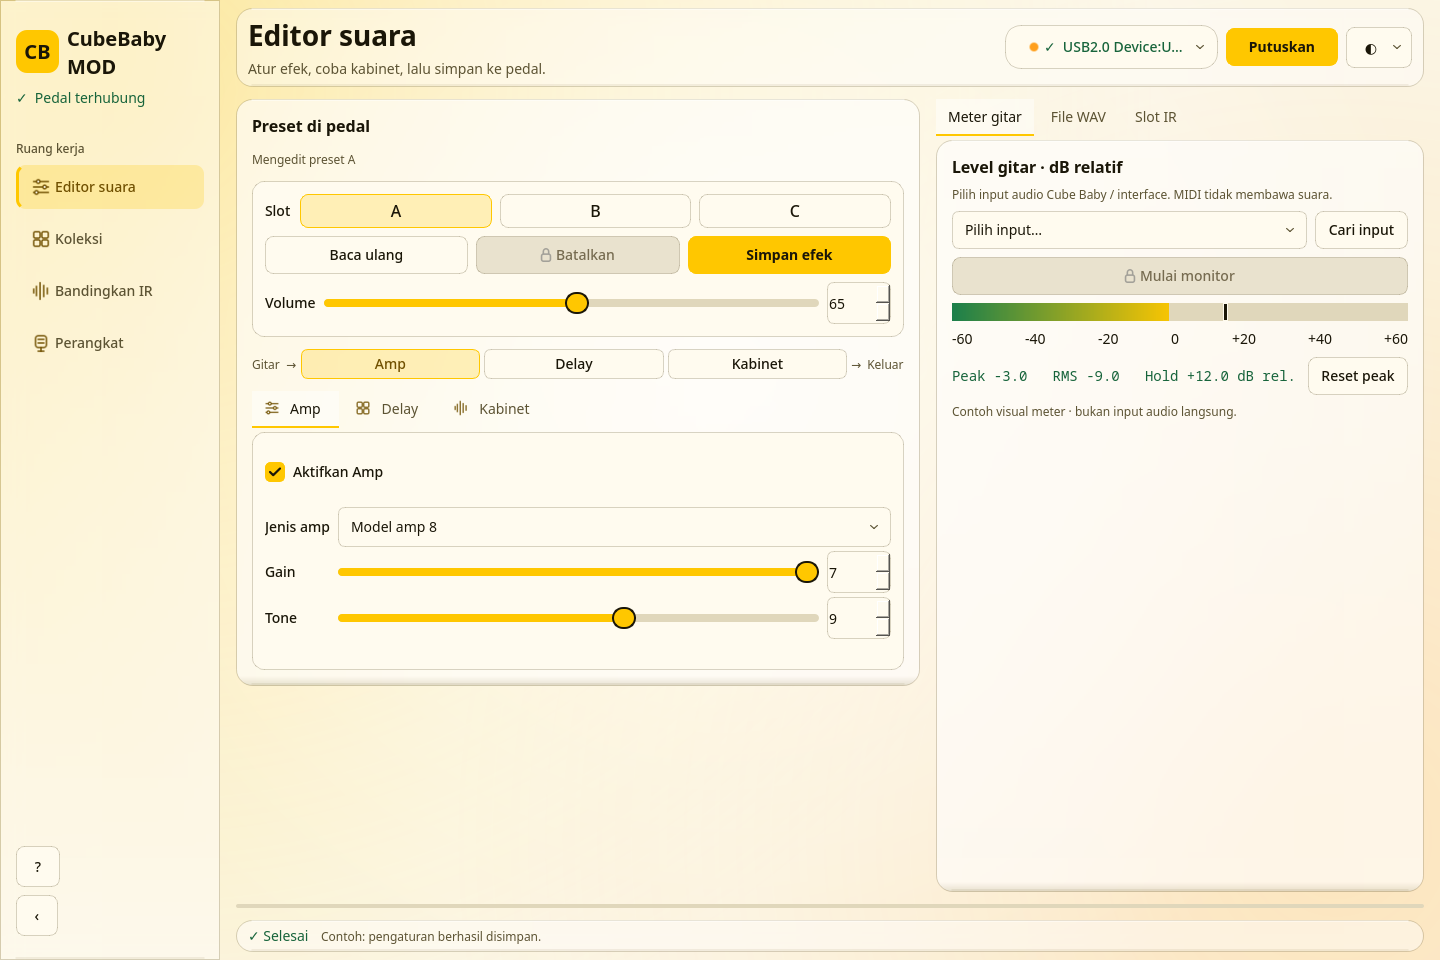 CB
CubeBaby
MOD
✓ Pedal terhubung
Ruang kerja
Editor suara
Koleksi
Bandingkan IR
Perangkat
?
‹
Editor suara
Atur efek, coba kabinet, lalu simpan ke pedal.
✓ USB2.0 Device:U...
Putuskan
Preset di pedal
Mengedit preset A
Slot A B C
Baca ulang Batalkan Simpan efek
Volume 65
Gitar → Amp Delay Kabinet → Keluar
Amp Delay Kabinet
Aktifkan Amp
Jenis amp Model amp 8
Gain 7
Tone 9
Meter gitar File WAV Slot IR
Level gitar · dB relatif
Pilih input audio Cube Baby / interface. MIDI tidak membawa suara.
Pilih input... Cari input
Mulai monitor
-60 -40 -20 0 +20 +40 +60
Peak -3.0 RMS -9.0 Hold +12.0 dB rel. Reset peak
Contoh visual meter · bukan input audio langsung.
✓ Selesai Contoh: pengaturan berhasil disimpan.